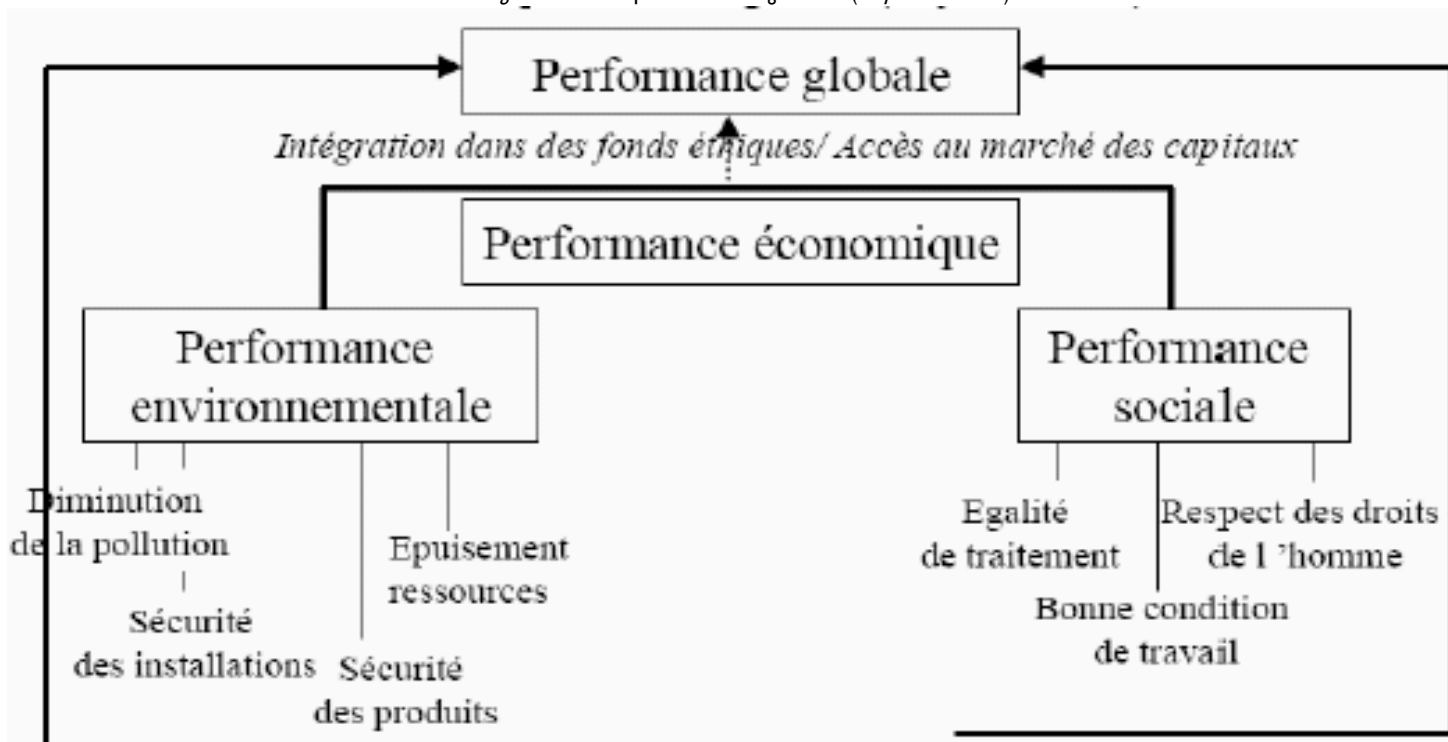 Performance globale
Intégration dans des fonds éthiques/ Accès au marché des capitaux
Performance économique
Performance
environnementale
Performance
sociale
Diminution
de la pollution
Epuisement
ressources
Sécurité
des installations
Sécurité
des produits
Egalité
de traitement
Respect des droits
de l ’homme
Bonne condition
de travail